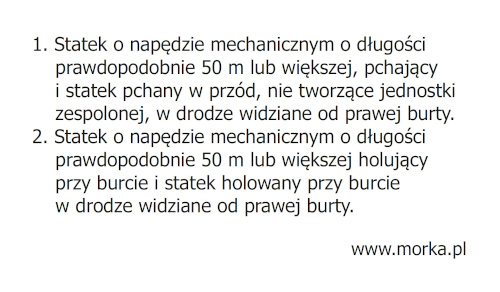 1. Statek o napędzie mechanicznym o długości
prawdopodobnie 50 m lub większej, pchający
i statek pchany w przód, nie tworzące jednostki
zespolonej, w drodze widziane od prawej burty.
2. Statek o napędzie mechanicznym o długości
prawdopodobnie 50 m lub większej holujący
przy burcie i statek holowany przy burcie
w drodze widziane od prawej burty.
www.morka.pl